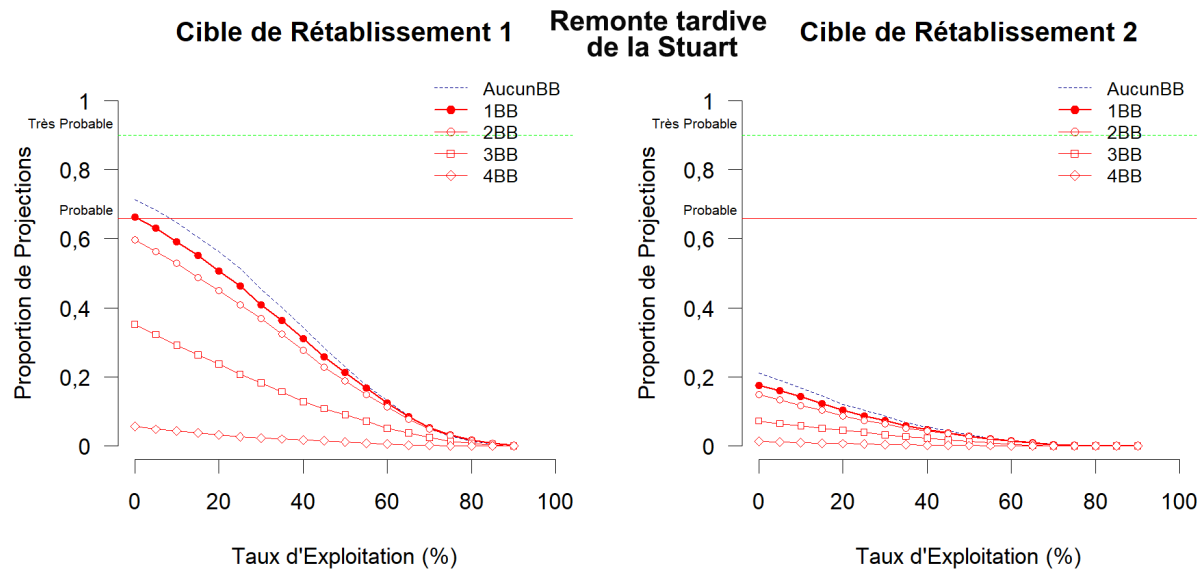 Remonte tardive
de la Stuart
Cible de Rétablissement 1
AucunBB
1BB
2BB
3BB
4BB
1
Très Probable
0,8
Probable
0,6
0,4
0,2
0
Proportion de Projections
0 20 40 60 80 100
Taux d'Exploitation (%)
Cible de Rétablissement 2
AucunBB
1BB
2BB
3BB
4BB
1
Très Probable
0,8
Probable
0,6
0,4
0,2
0
Proportion de Projections
0 20 40 60 80 100
Taux d'Exploitation (%)